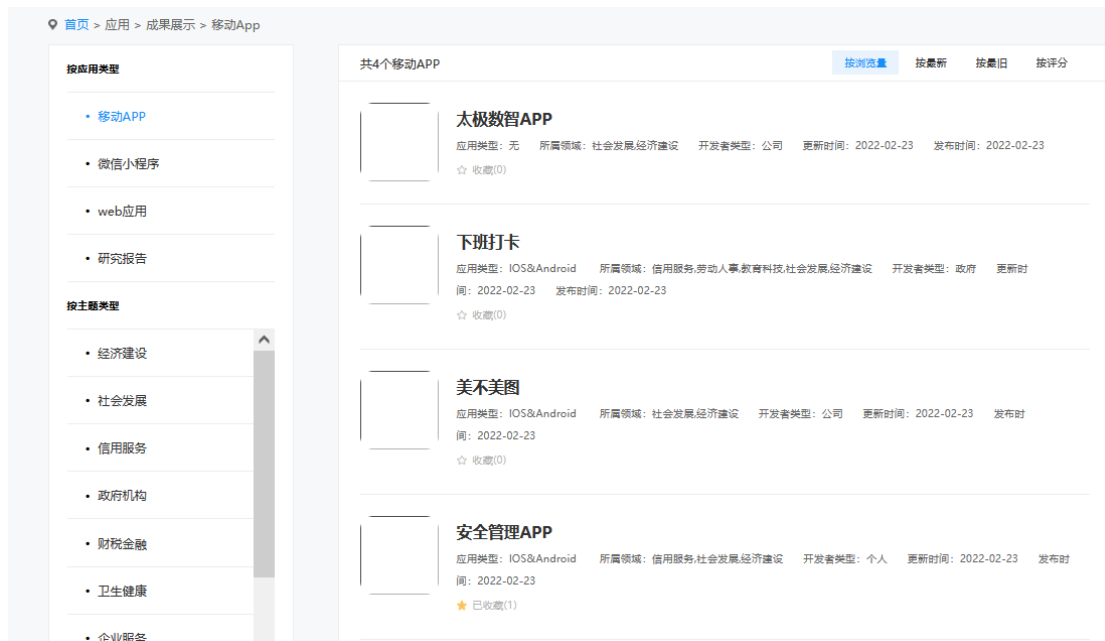 首页 > 应用 > 成果展示 > 移动App
按应用类型
• 移动APP
• 微信小程序
• web应用
• 研究报告
按主题类型
• 经济建设
• 社会发展
• 信用服务
• 政府机构
• 财税金融
• 卫生健康
• 企业服务
共4个移动APP
按浏览量 按最新 按最旧 按评分
太极数智APP
应用类型：无 所属领域：社会发展,经济建设 开发者类型：公司 更新时间：2022-02-23 发布时间：2022-02-23
☆ 收藏(0)
下班打卡
应用类型：IOS&Android 所属领域：信用服务,劳动人事,教育科技,社会发展,经济建设 开发者类型：政府 更新时
间：2022-02-23 发布时间：2022-02-23
☆ 收藏(0)
美不美图
应用类型：IOS&Android 所属领域：社会发展,经济建设 开发者类型：公司 更新时间：2022-02-23 发布时
间：2022-02-23
☆ 收藏(0)
安全管理APP
应用类型：IOS&Android 所属领域：信用服务,社会发展,经济建设 开发者类型：个人 更新时间：2022-02-23 发布时
间：2022-02-23
★ 已收藏(1)